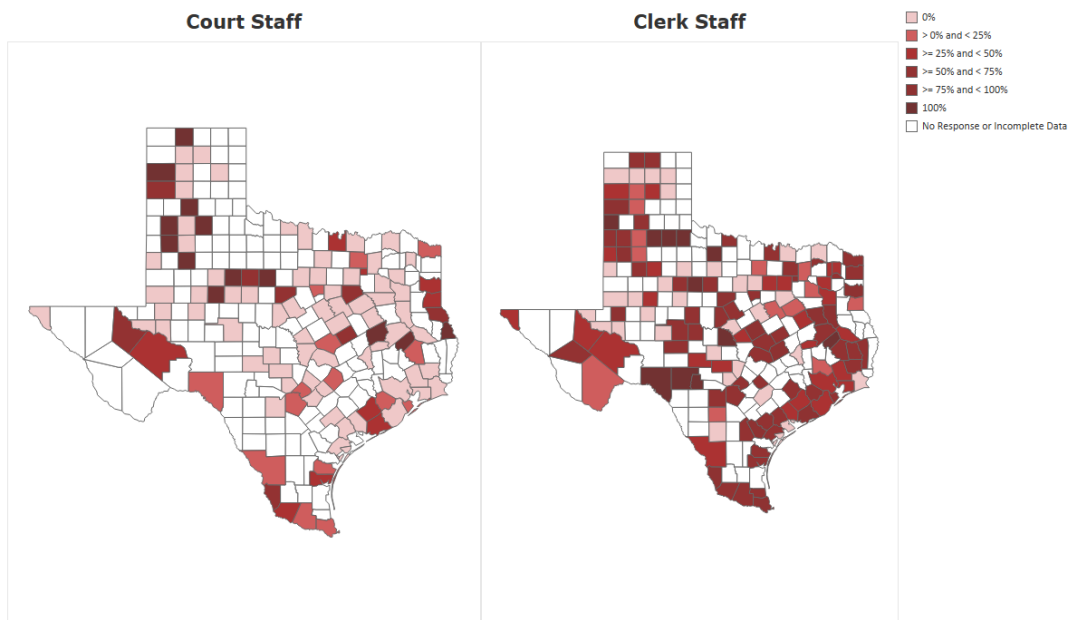 Court Staff
Clerk Staff
0%
> 0% and < 25%
>= 25% and < 50%
>= 50% and < 75%
>= 75% and < 100%
100%
No Response or Incomplete Data